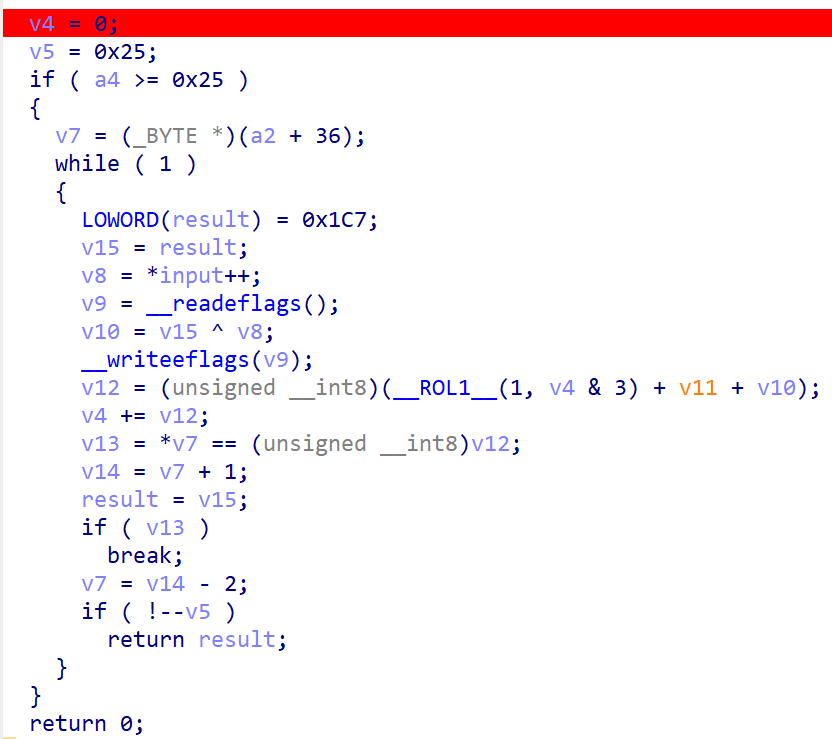 v4 = 0;
v5 = 0x25;
if ( a4 >= 0x25 )
{
v7 = (_BYTE *)(a2 + 36);
while ( 1 )
{
LOWORD(result) = 0x1C7;
v15 = result;
v8 = *input++;
v9 = __readeflags();
v10 = v15 ^ v8;
__writeeflags(v9);
v12 = (unsigned __int8)(__ROL1__(1, v4 & 3) + v11 + v10);
v4 += v12;
v13 = *v7 == (unsigned __int8)v12;
v14 = v7 + 1;
result = v15;
if ( v13 )
break;
v7 = v14 - 2;
if ( !--v5 )
return result;
}
}
return 0;